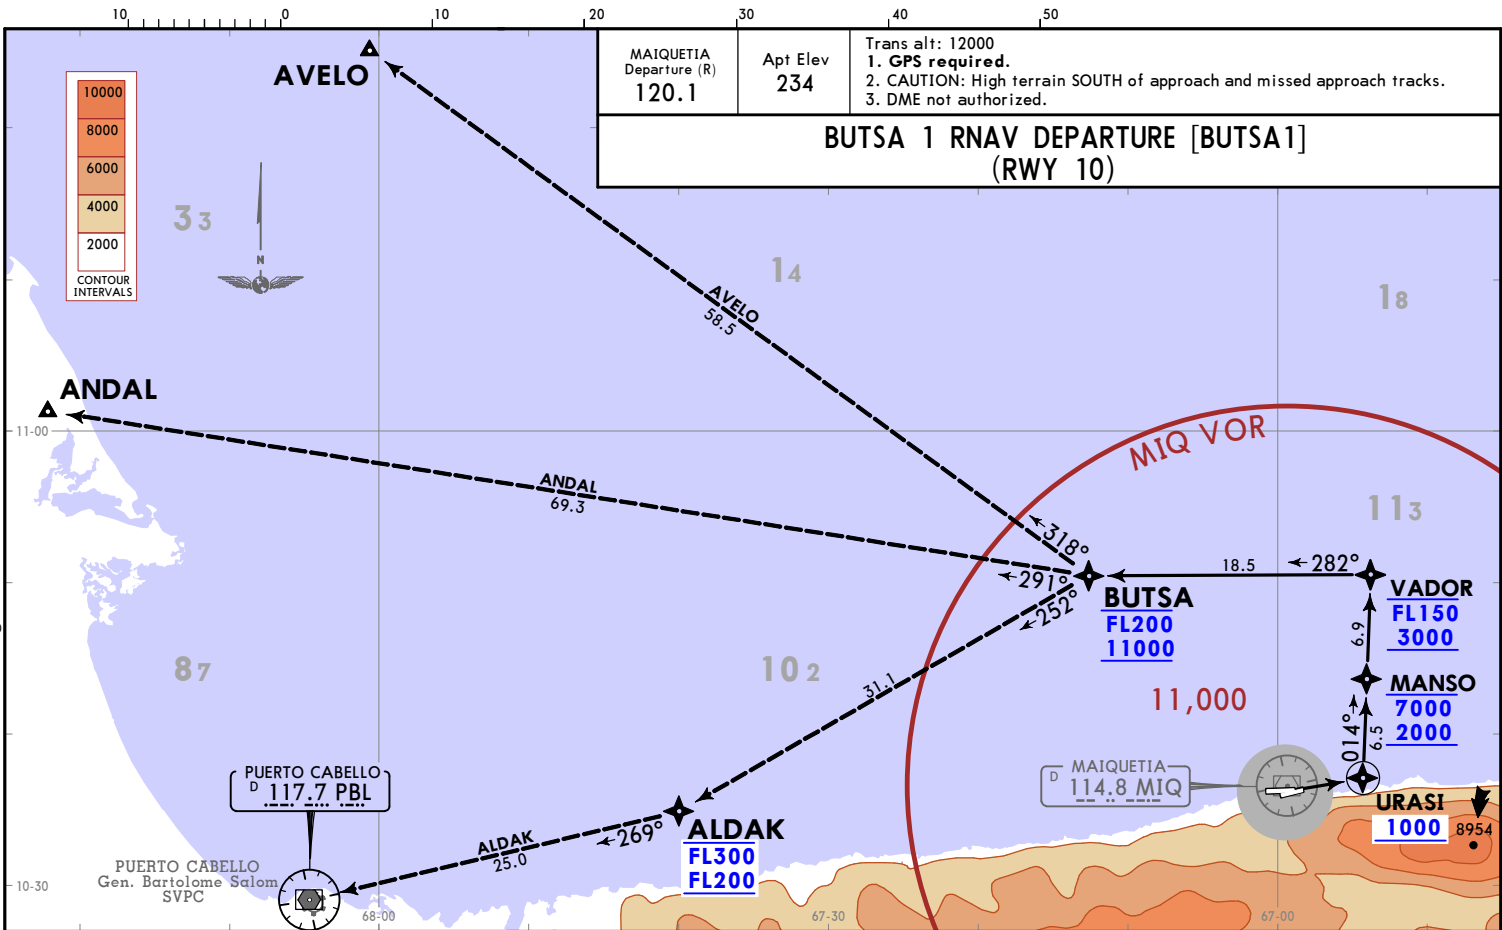 10 0 10 20 30 40 50
MAIQUETIA
Departure (R)
120.1
Apt Elev
234
Trans alt: 12000
1. GPS required.
2. CAUTION: High terrain SOUTH of approach and missed approach tracks.
3. DME not authorized.
BUTSA 1 RNAV DEPARTURE [BUTSA1]
(RWY 10)
AVELO
10000
8000
6000
4000
2000
CONTOUR
INTERVALS
33
N
14
18
AVELO
58.5
ANDAL
11-00
MIQ VOR
ANDAL
69.3
113
318°
291°
252°
18.5
282°
BUTSA
FL200
11000
VADOR
FL150
3000
6.9
87
102
31.1
11,000
MANSO
7000
2000
014°
6.5
PUERTO CABELLO
D 117.7 PBL
D MAIQUETIA
114.8 MIQ
URASI
1000
8954
ALDAK
FL300
FL200
269°
ALDAK
25.0
PUERTO CABELLO
Gen. Bartolome Salom
SVPC
10-30
68-00
67-30
67-00